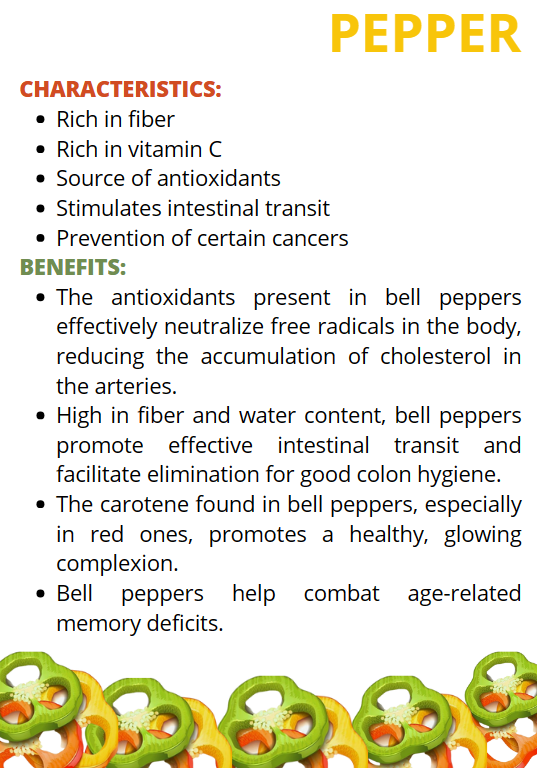 PEPPER
CHARACTERISTICS:
• Rich in fiber
• Rich in vitamin C
• Source of antioxidants
• Stimulates intestinal transit
• Prevention of certain cancers
BENEFITS:
• The antioxidants present in bell peppers
effectively neutralize free radicals in the body,
reducing the accumulation of cholesterol in
the arteries.
• High in fiber and water content, bell peppers
promote effective intestinal transit and
facilitate elimination for good colon hygiene.
• The carotene found in bell peppers, especially
in red ones, promotes a healthy, glowing
complexion.
• Bell peppers help combat age-related
memory deficits.